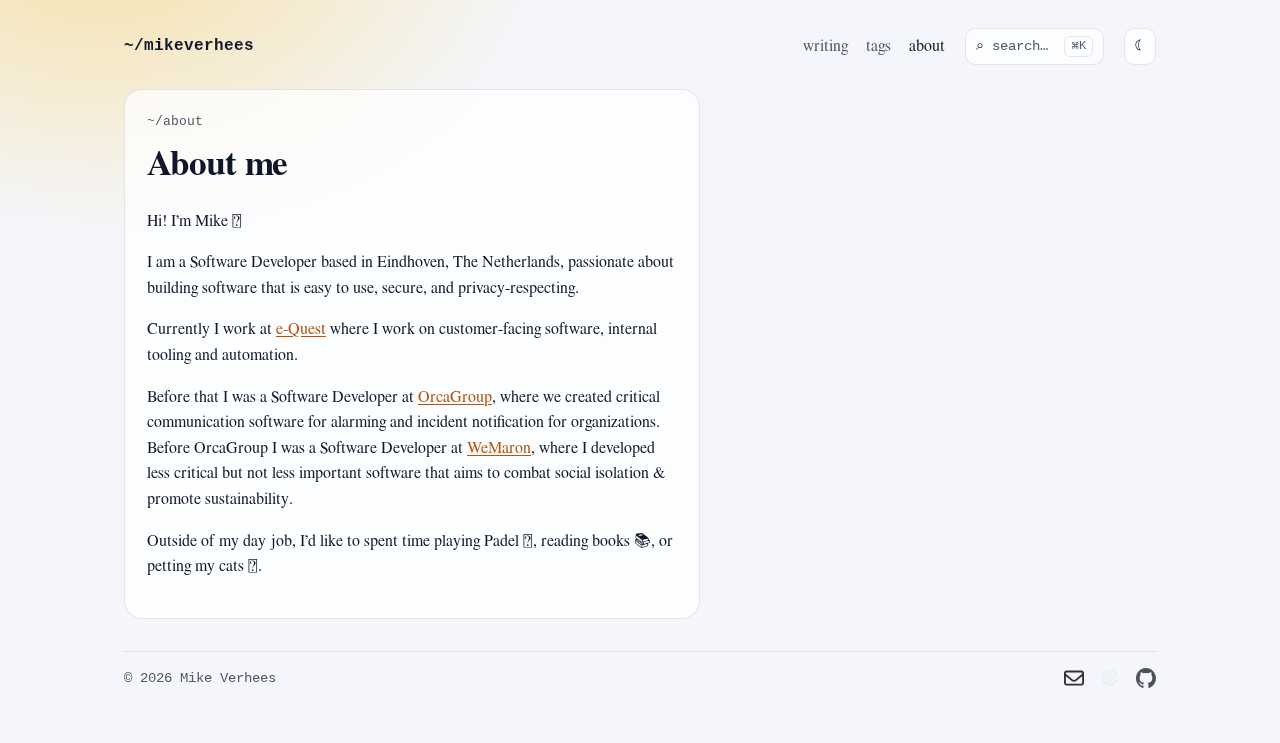 ~/mikeverhees
writing tags about ⌕ search… ⌘K ☾
~/about
About me
Hi! I’m Mike
I am a Software Developer based in Eindhoven, The Netherlands, passionate about
building software that is easy to use, secure, and privacy-respecting.
Currently I work at e-Quest where I work on customer-facing software, internal
tooling and automation.
Before that I was a Software Developer at OrcaGroup, where we created critical
communication software for alarming and incident notification for organizations.
Before OrcaGroup I was a Software Developer at WeMaron, where I developed
less critical but not less important software that aims to combat social isolation &
promote sustainability.
Outside of my day job, I’d like to spent time playing Padel , reading books 📚, or
petting my cats .
© 2026 Mike Verhees